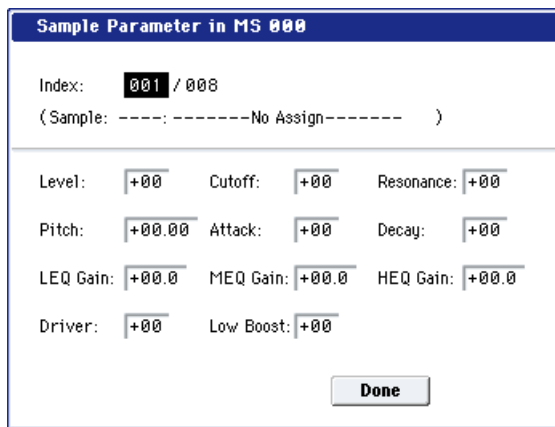 Sample Parameter in MS 000
Index: 001 / 008
( Sample: ----: -------No Assign------- )
Level: +00 Cutoff: +00 Resonance: +00
Pitch: +00.00 Attack: +00 Decay: +00
LEQ Gain: +00.0 MEQ Gain: +00.0 HEQ Gain: +00.0
Driver: +00 Low Boost: +00
Done